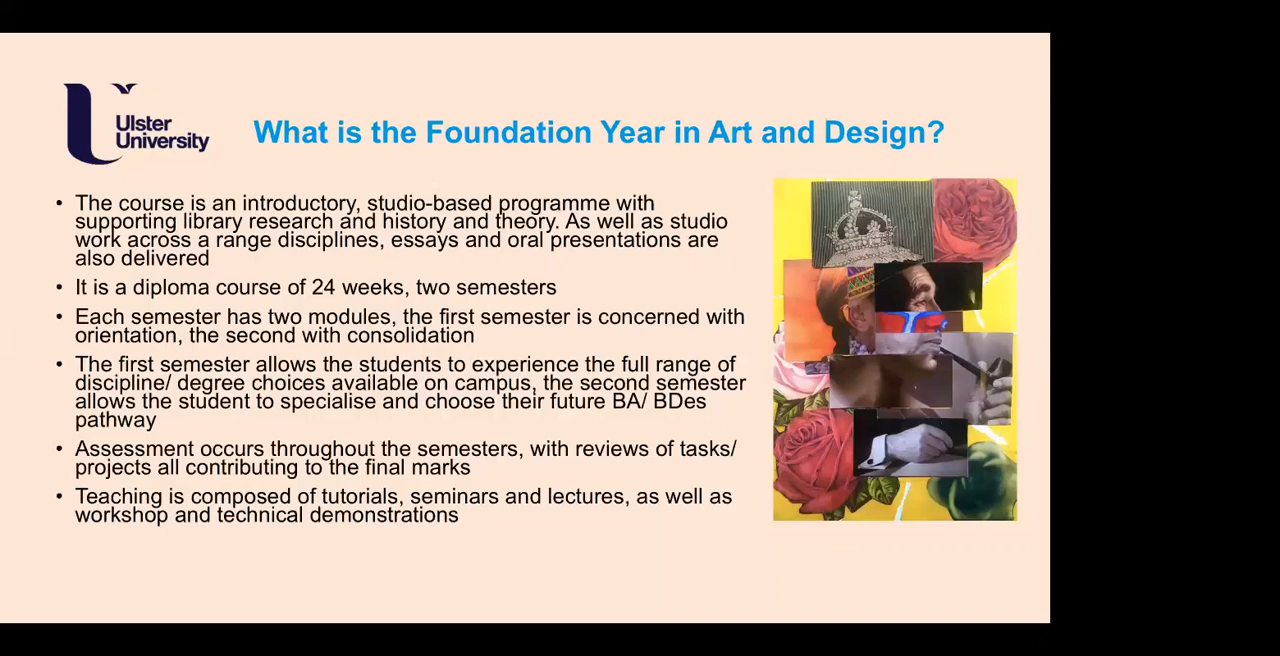 Ulster
University
What is the Foundation Year in Art and Design?
• The course is an introductory, studio-based programme with
supporting library research and history and theory. As well as studio
work across a range disciplines, essays and oral presentations are
also delivered
• It is a diploma course of 24 weeks, two semesters
• Each semester has two modules, the first semester is concerned with
orientation, the second with consolidation
• The first semester allows the students to experience the full range of
discipline/ degree choices available on campus, the second semester
allows the student to specialise and choose their future BA/ BDes
pathway
• Assessment occurs throughout the semesters, with reviews of tasks/
projects all contributing to the final marks
• Teaching is composed of tutorials, seminars and lectures, as well as
workshop and technical demonstrations